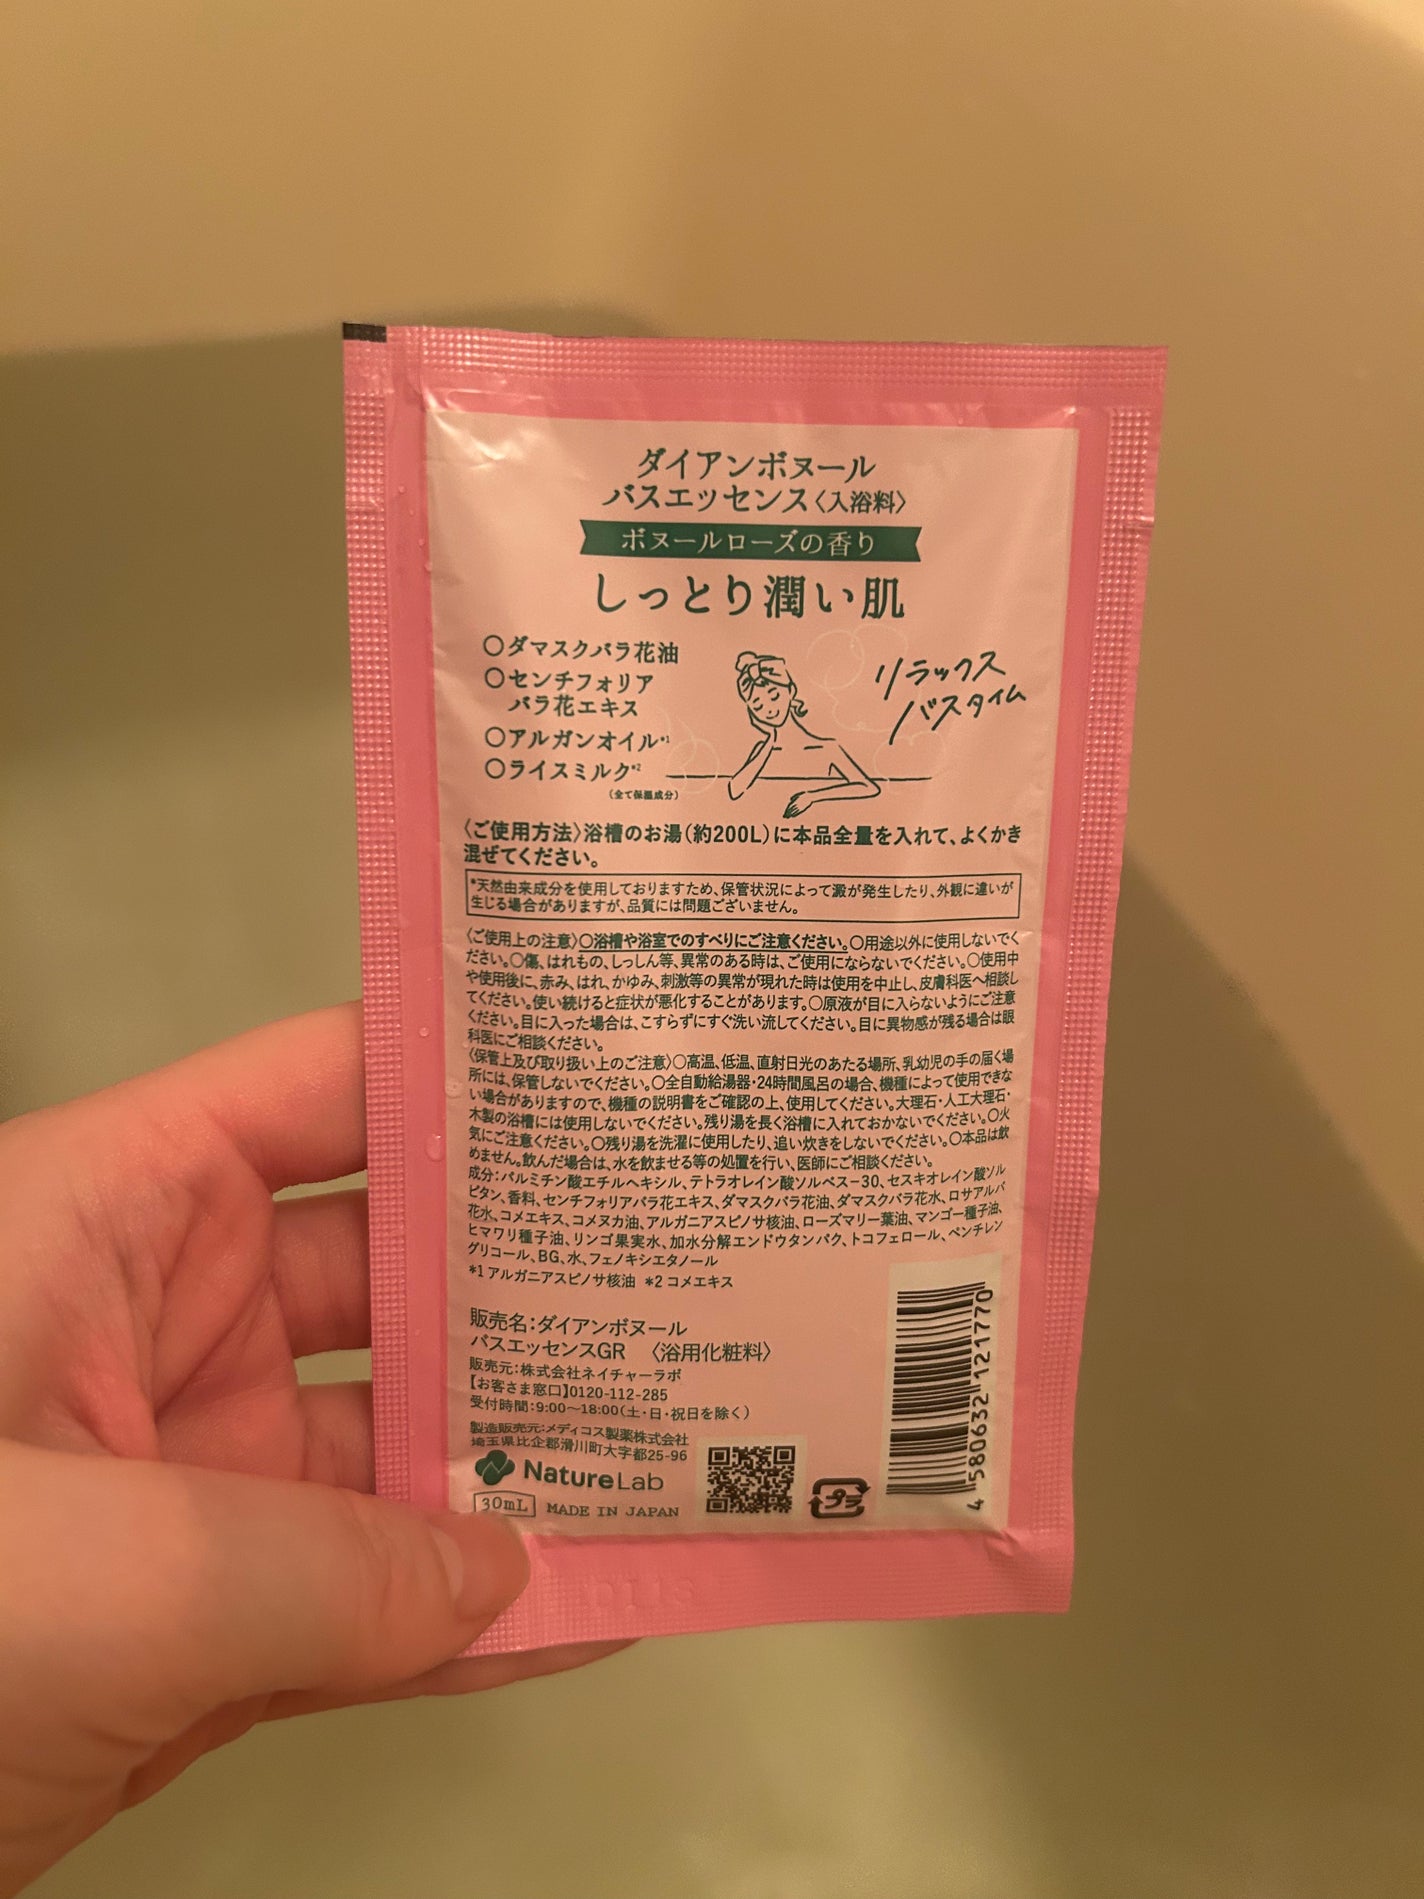 ダイアンボヌール
バスエッセンス〈入浴料〉
ボヌールローズの香り
しっとり潤い肌
○ダマスクバラ花油
○センチフォリア
バラ花エキス
○アルガンオイル*1
○ライスミルク*2
(全て保湿成分)
リラックス
バスタイム
〈ご使用方法〉浴槽のお湯(約200L)に本品全量を入れて、よくかき
混ぜてください。
*天然由来成分を使用しておりますため、保管状況によって澱が発生したり、外観に違いが
生じる場合がありますが、品質には問題ございません。
〈ご使用上の注意〉○浴槽や浴室でのすべりにご注意ください。○用途以外に使用しないでく
ださい。○傷、はれもの、しっしん等、異常のある時は、ご使用にならないでください。○使用中
や使用後に、赤み、はれ、かゆみ、刺激等の異常が現れた時は使用を中止し、皮膚科医へ相談し
てください。使い続けると症状が悪化することがあります。○原液が目に入らないようにご注意
ください。目に入った場合は、こすらずにすぐ洗い流してください。目に異物感が残る場合は眼
科医にご相談ください。
〈保管上及び取り扱い上のご注意〉○高温、低温、直射日光のあたる場所、乳幼児の手の届く場
所には、保管しないでください。○全自動給湯器・24時間風呂の場合、機種によって使用できな
い場合がありますので、機種の説明書をご確認の上、使用してください。大理石・人工大理石・
木製の浴槽には使用しないでください。残り湯を長く浴槽に入れておかないでください。○火
気にご注意ください。○残り湯を洗濯に使用したり、追い炊きをしないでください。○本品は飲
めません。飲んだ場合は、水を飲ませる等の処置を行い、医師にご相談ください。
成分:パルミチン酸エチルヘキシル、テトラオレイン酸ソルベス-30、セスキオレイン酸ソル
ビタン、香料、センチフォリアバラ花エキス、ダマスクバラ花油、ダマスクバラ花水、ロサアルバ
花水、コメエキス、コメヌカ油、アルガニアスピノサ核油、ローズマリー葉油、マンゴー種子油、
ヒマワリ種子油、リンゴ果実水、加水分解エンドウタンパク、トコフェロール、ペンチレン
グリコール、BG、水、フェノキシエタノール
*1 アルガニアスピノサ核油 *2 コメエキス
販売名:ダイアンボヌール
バスエッセンスGR 〈浴用化粧料〉
販売元:株式会社ネイチャーラボ
【お客さま窓口】0120-112-285
受付時間:9:00〜18:00(土・日・祝日を除く)
製造販売元:メディコス製薬株式会社
埼玉県比企郡滑川町大字都25-96
NatureLab
30mL MADE IN JAPAN
プラ
4 580632 121770